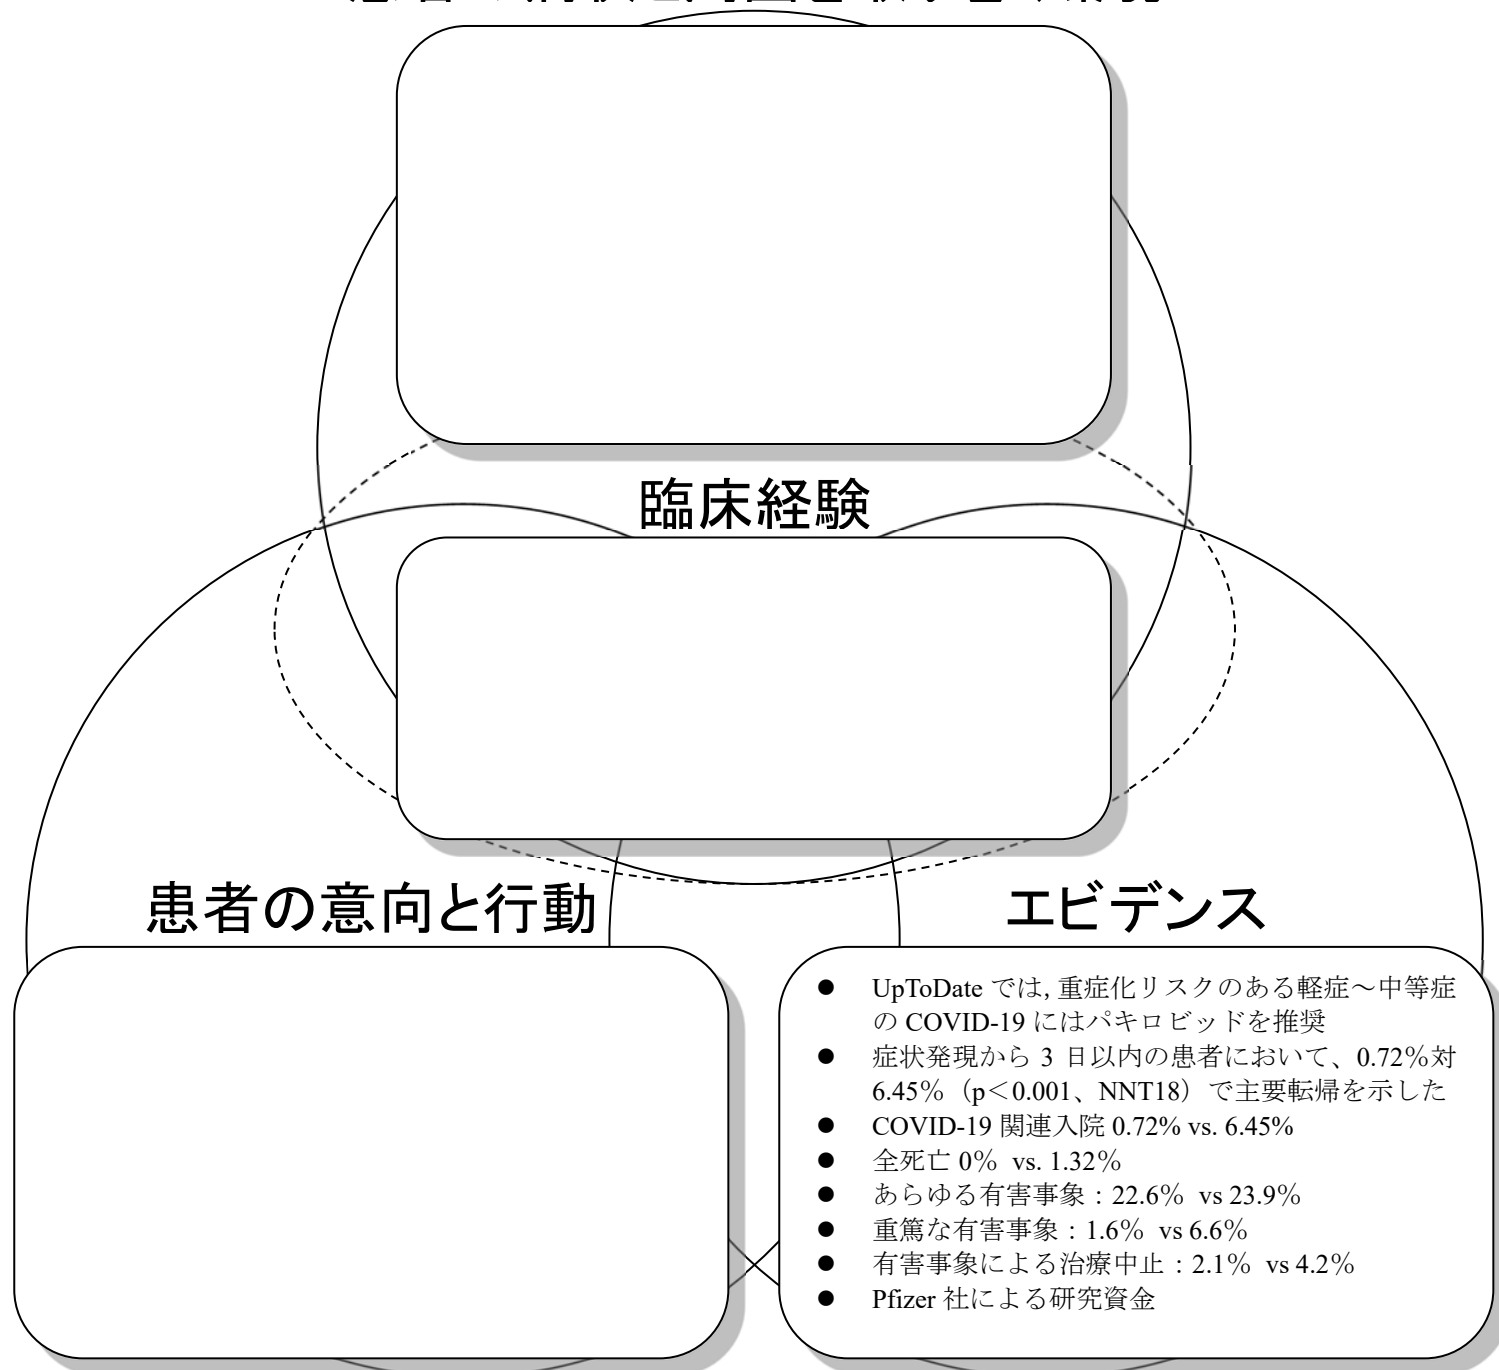 臨床経験
患者の意向と行動
エビデンス
● UpToDate では, 重症化リスクのある軽症～中等症
の COVID-19 にはパキロビッドを推奨
● 症状発現から 3 日以内の患者において、0.72％対
6.45％（p＜0.001、NNT18）で主要転帰を示した
● COVID-19 関連入院 0.72% vs. 6.45%
● 全死亡 0％ vs. 1.32％
● あらゆる有害事象：22.6％ vs 23.9％
● 重篤な有害事象：1.6％ vs 6.6％
● 有害事象による治療中止：2.1％ vs 4.2％
● Pfizer 社による研究資金